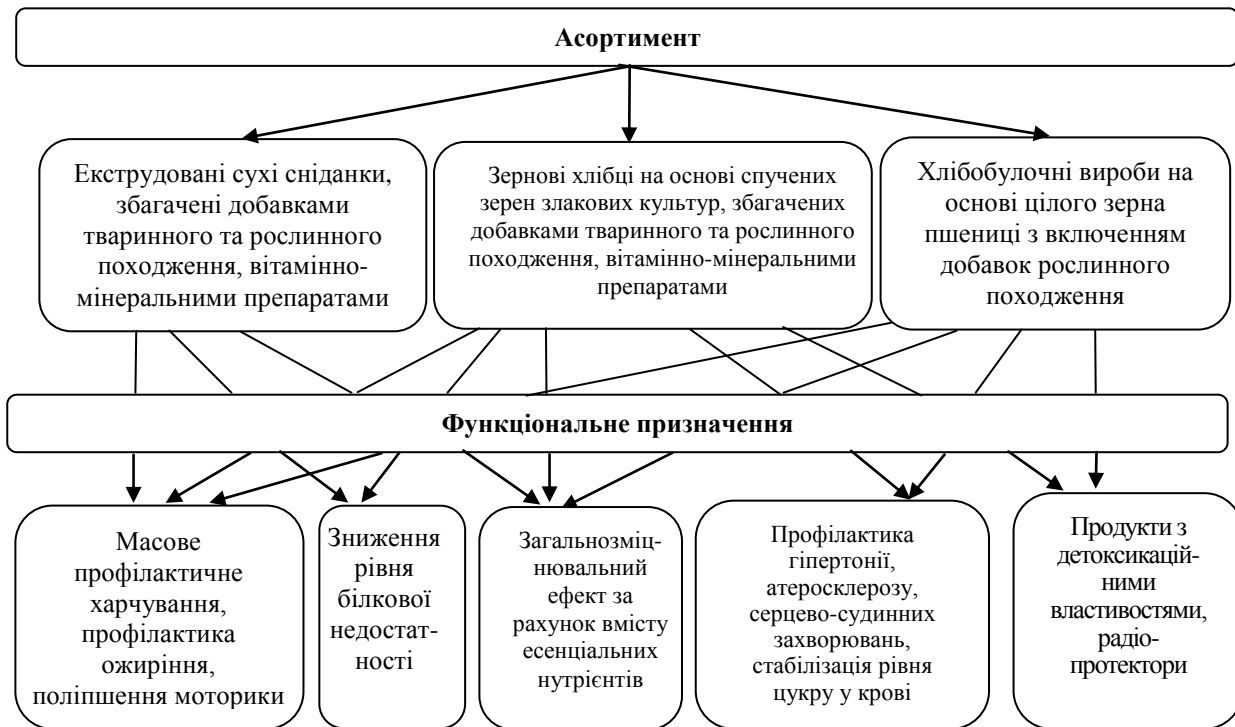 Асортимент
Екструдовані сухі сніданки,
збагачені добавками
тваринного та рослинного
походження, вітамінно-
мінеральними препаратами
Зернові хлібці на основі спучених
зерен злакових культур, збагачених
добавками тваринного та рослинного
походження, вітамінно-мінеральними
препаратами
Хлібобулочні вироби на
основі цілого зерна
пшениці з включенням
добавок рослинного
походження
Функціональне призначення
Масове
профілактичне
харчування,
профілактика
ожиріння,
поліпшення моторики
Зниження
рівня
білкової
недостат-
ності
Загальнозміц-
нювальний
ефект за
рахунок вмісту
есенціальних
нутрієнтів
Профілактика
гіпертонії,
атеросклерозу,
серцево-судинних
захворювань,
стабілізація рівня
цукру у крові
Продукти з
детоксикацій-
ними
властивостями,
радіо-
протектори